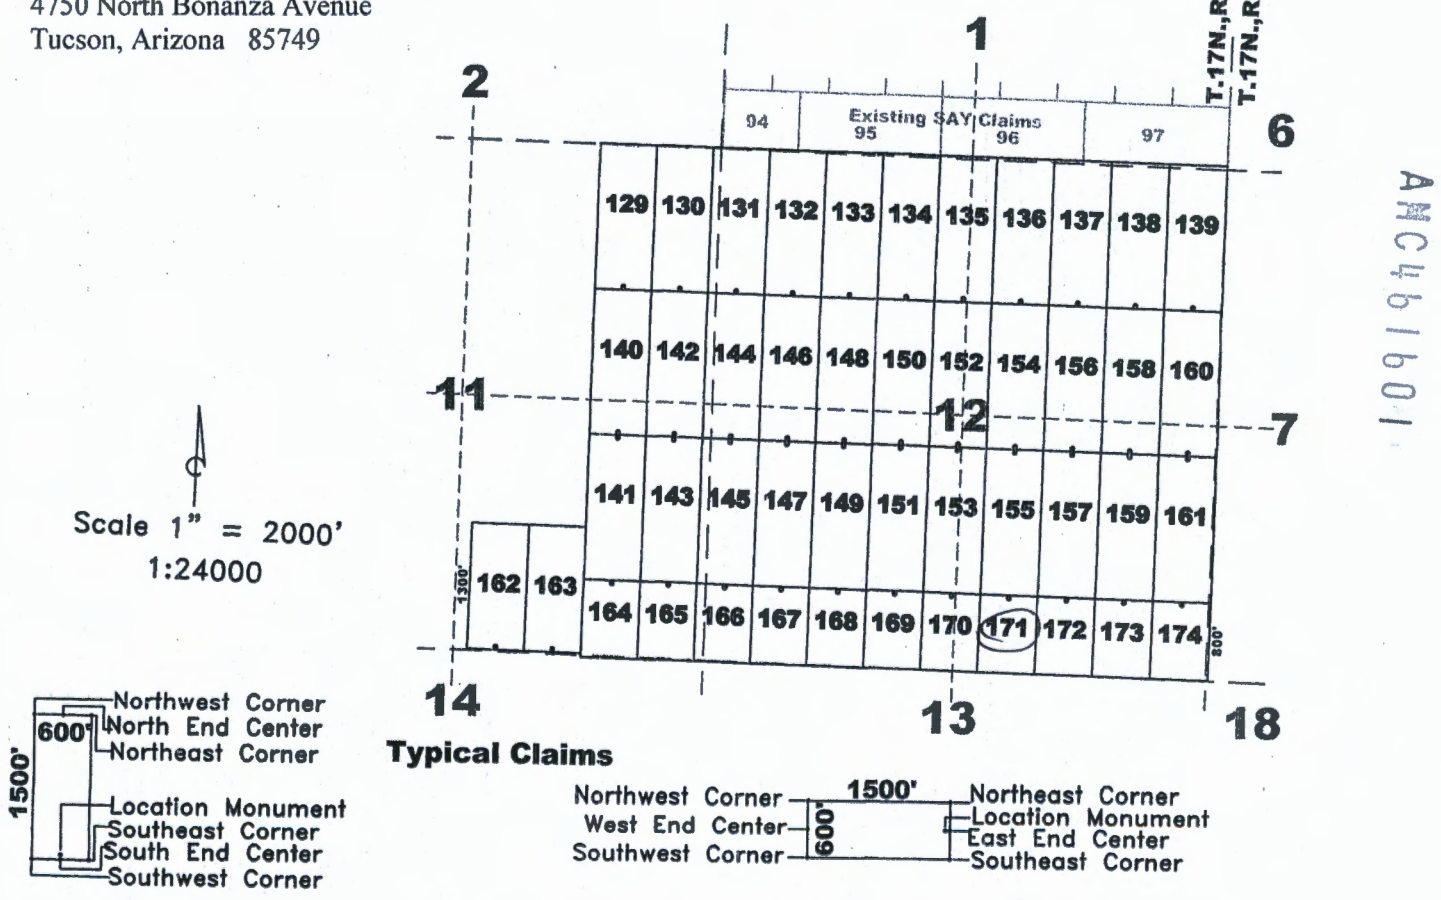 4750 North Bonanza Avenue
Tucson, Arizona 85749
1
2
T.17N.,R
T.17N.,R
6
Existing SAY Claims
94 95 96 97
129 130 131 132 133 134 135 136 137 138 139
140 142 144 146 148 150 152 154 156 158 160
11
12
7
141 143 145 147 149 151 153 155 157 159 161
1300'
162 163
164 165 166 167 168 169 170 171 172 173 174
800'
14
13
18
AMC461601
Scale 1" = 2000'
1:24000
Typical Claims
Northwest Corner
North End Center
Northeast Corner
600'
1500'
Location Monument
Southeast Corner
South End Center
Southwest Corner
Northwest Corner
West End Center
Southwest Corner
1500'
600'
Northeast Corner
Location Monument
East End Center
Southeast Corner